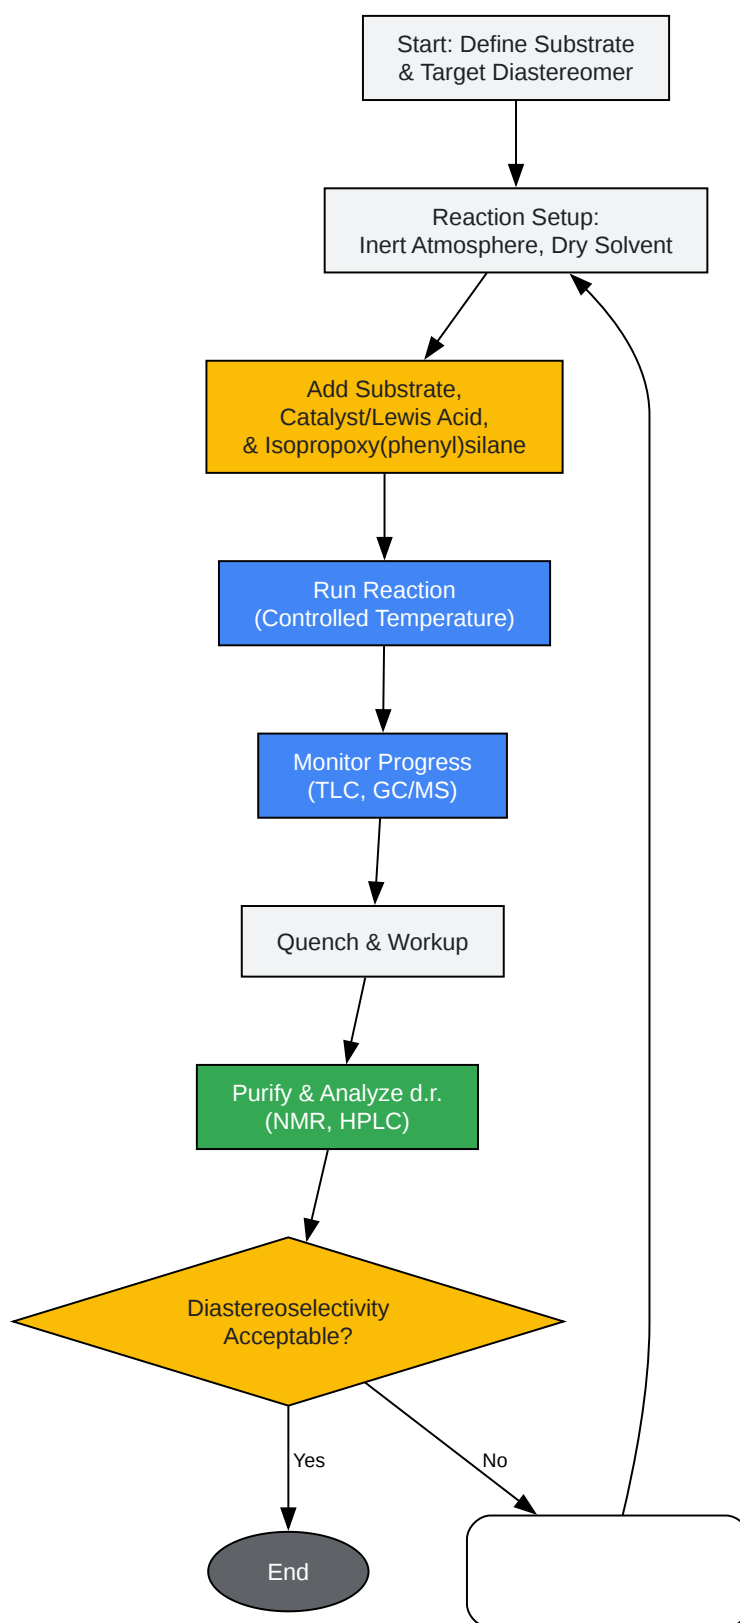 Start: Define Substrate
& Target Diastereomer
Reaction Setup:
Inert Atmosphere, Dry Solvent
Add Substrate,
Catalyst/Lewis Acid,
& Isopropoxy(phenyl)silane
Run Reaction
(Controlled Temperature)
Monitor Progress
(TLC, GC/MS)
Quench & Workup
Purify & Analyze d.r.
(NMR, HPLC)
Diastereoselectivity
Acceptable?
Yes
No
End